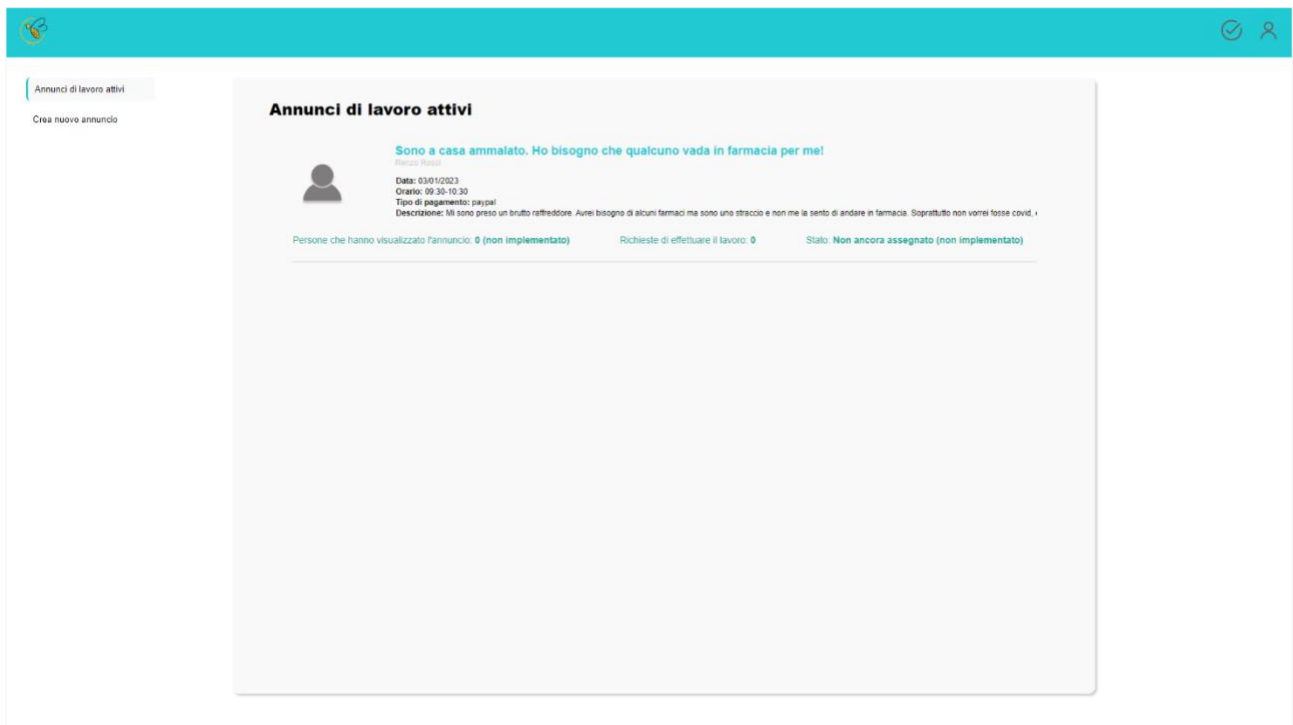 Annunci di lavoro attivi
Crea nuovo annuncio
Annunci di lavoro attivi
Sono a casa ammalato. Ho bisogno che qualcuno vada in farmacia per me!
Renzo Rossi
Data: 03/01/2023
Orario: 09:30-10:30
Tipo di pagamento: paypal
Descrizione: Mi sono preso un brutto raffreddore. Avrei bisogno di alcuni farmaci ma sono uno straccio e non me la sento di andare in farmacia. Soprattutto non vorrei fosse covid,
Persone che hanno visualizzato l'annuncio: 0 (non implementato) Richieste di effettuare il lavoro: 0 Stato: Non ancora assegnato (non implementato)